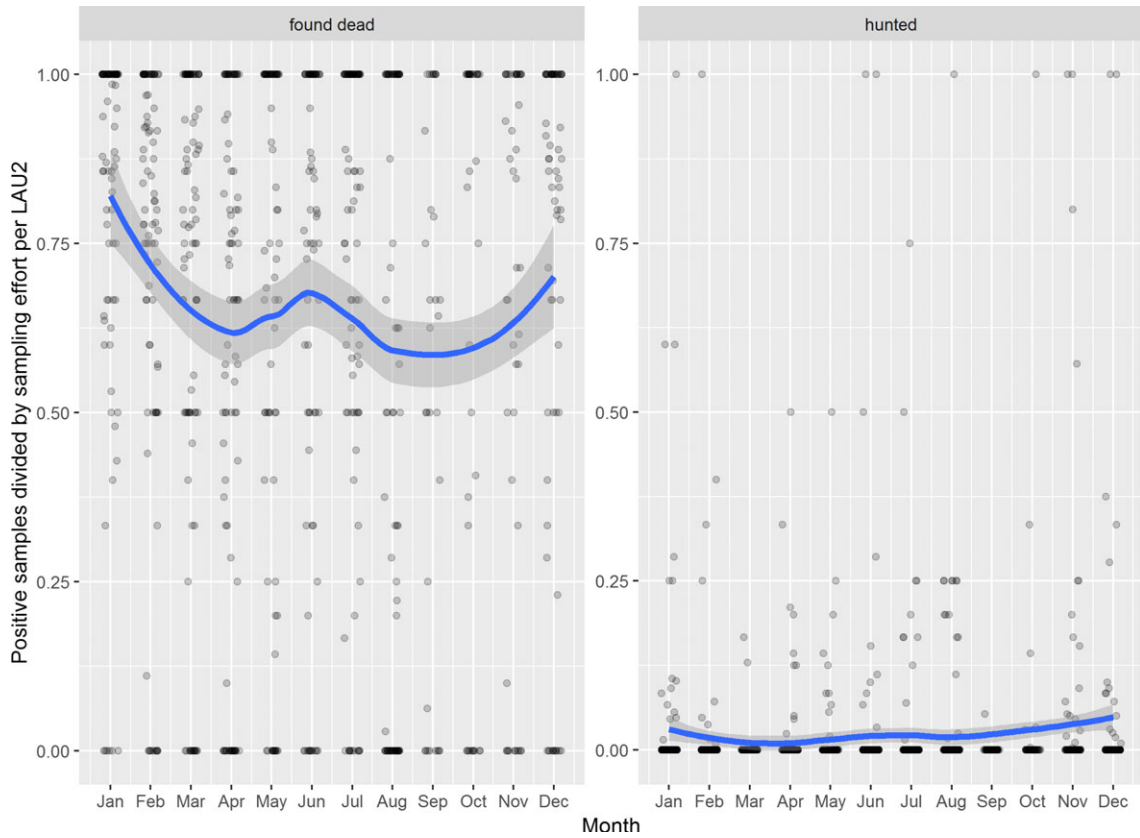 found dead
hunted
Positive samples divided by sampling effort per LAU2
1.00
0.75
0.50
0.25
0.00
Jan Feb Mar Apr May Jun Jul Aug Sep Oct Nov Dec
1.00
0.75
0.50
0.25
0.00
Jan Feb Mar Apr May Jun Jul Aug Sep Oct Nov Dec
Month